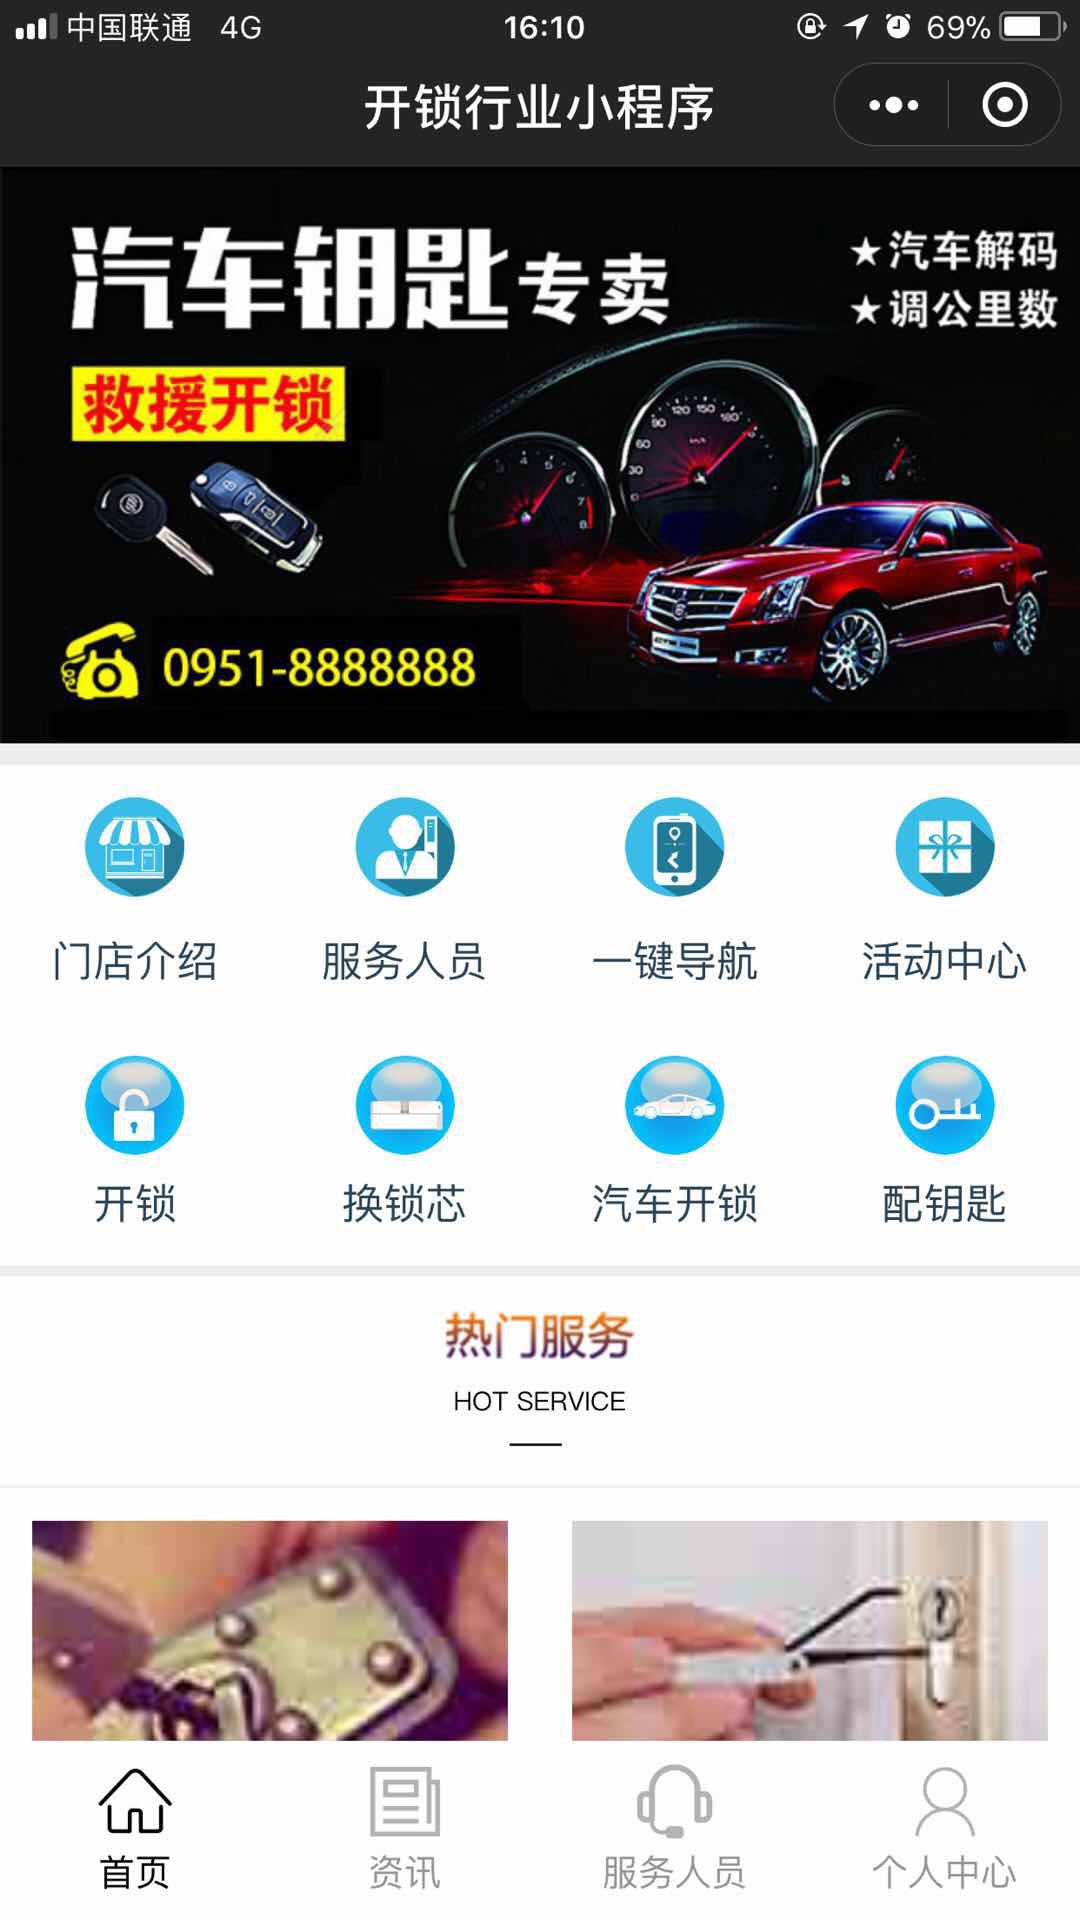 中国联通 4G 16:10 69%
开锁行业小程序
汽车钥匙专卖
★汽车解码
★调公里数
救援开锁
0951-8888888
门店介绍 服务人员 一键导航 活动中心
开锁 换锁芯 汽车开锁 配钥匙
热门服务
HOT SERVICE
首页 资讯 服务人员 个人中心